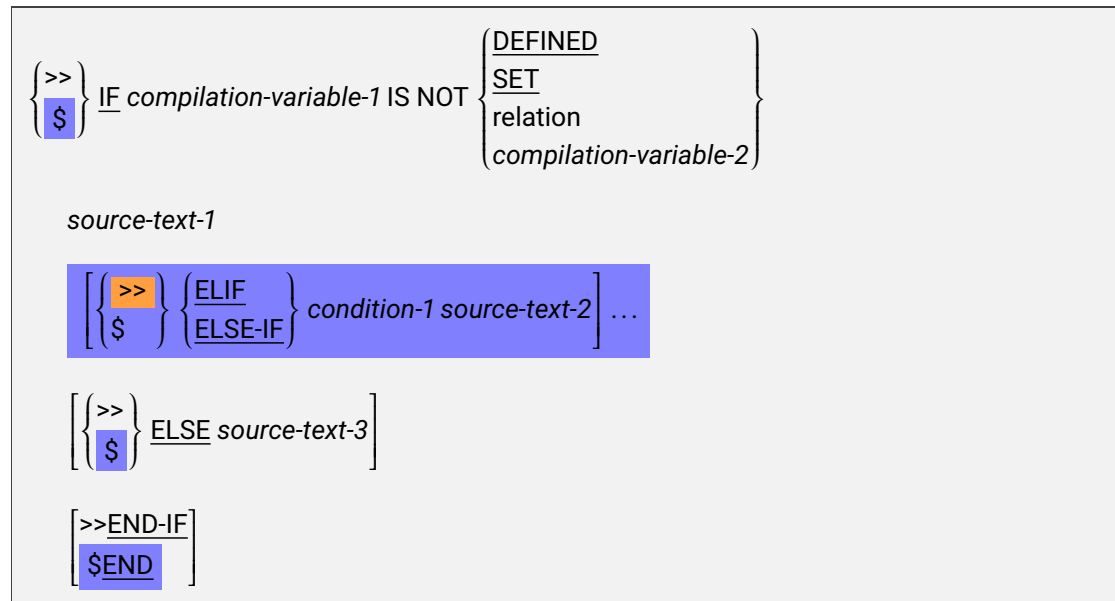 DEFINED
>>
SET
$
IF compilation-variable-1 IS NOT
relation
compilation-variable-2
source-text-1
>>
$
ELIF
ELSE-IF
condition-1 source-text-2
...
>>
$
ELSE source-text-3
>>END-IF
$END